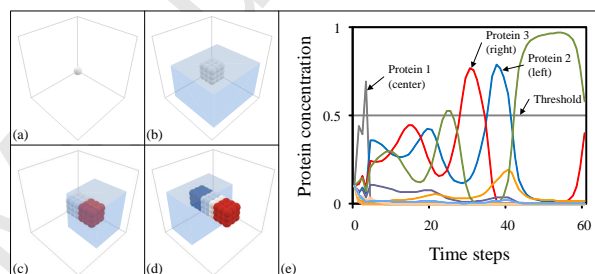 (a)
(b)
(c)
(d)
(e)
Protein concentration
1
0.5
0
Protein 3
(right)
Protein 1
(center)
Protein 2
(left)
Threshold
0
20
40
60
Time steps